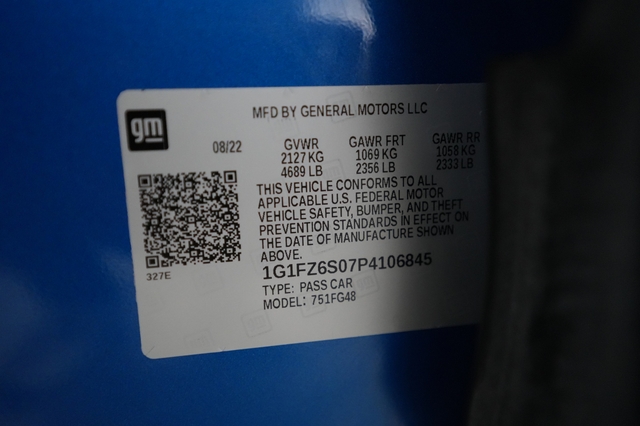 gm
MFD BY GENERAL MOTORS LLC
08/22 GVWR GAWR FRT GAWR RR
2127 KG 1069 KG 1058 KG
4689 LB 2356 LB 2333 LB
THIS VEHICLE CONFORMS TO ALL
APPLICABLE U.S. FEDERAL MOTOR
VEHICLE SAFETY, BUMPER, AND THEFT
PREVENTION STANDARDS IN EFFECT ON
THE DATE OF MANUFACTURE SHOWN
ABOVE.
327E
1G1FZ6S07P4106845
TYPE: PASS CAR
MODEL: 751FG48